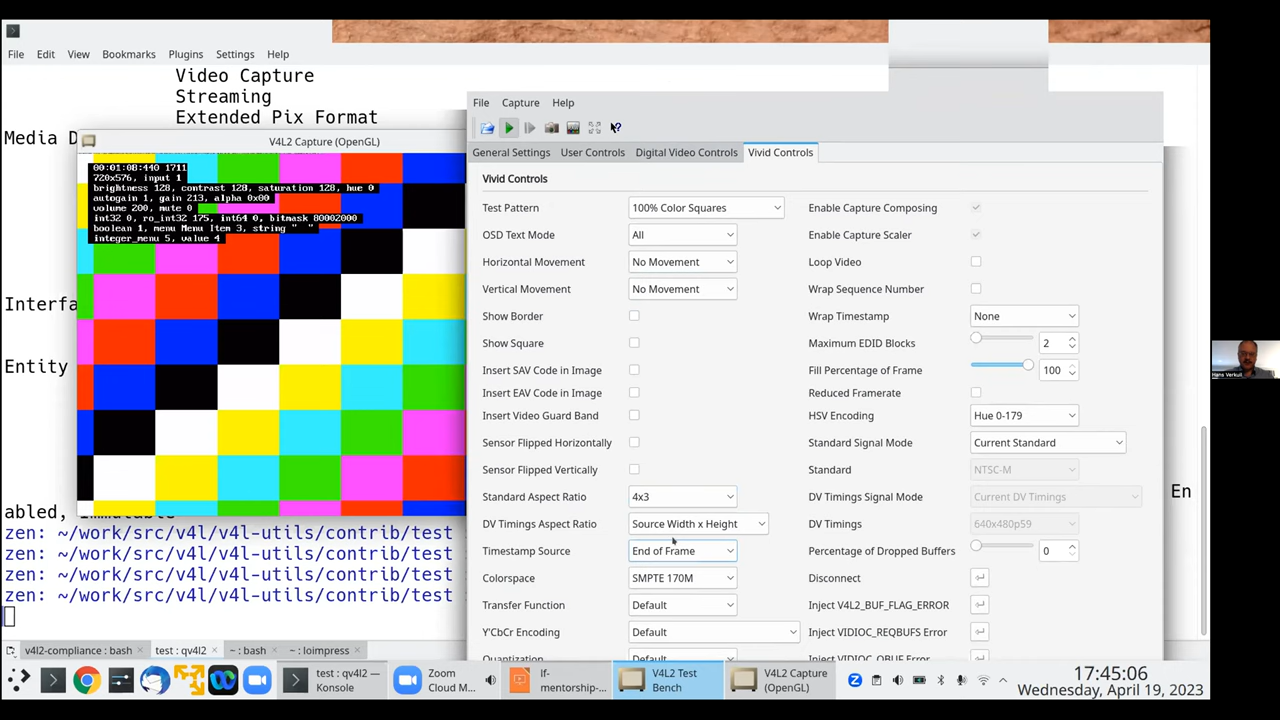 File Edit View Bookmarks Plugins Settings Help
Video Capture
Streaming
Extended Pix Format
Media D
Interfa
Entity
En
abled, immutable
zen: ~/work/src/v4l/v4l-utils/contrib/test
zen: ~/work/src/v4l/v4l-utils/contrib/test
zen: ~/work/src/v4l/v4l-utils/contrib/test
zen: ~/work/src/v4l/v4l-utils/contrib/test
V4L2 Capture (OpenGL)
00:01:08:440 1711
720x576, input 1
brightness 128, contrast 128, saturation 128, hue 0
autogain 1, gain 213, alpha 0x00
volume 200, mute 0
int32 0, ro_int32 175, int64 0, bitmask 80002000
boolean 1, menu Menu Item 3, string "  "
integer_menu 5, value 4
File Capture Help
General Settings User Controls Digital Video Controls Vivid Controls
Vivid Controls
Test Pattern 100% Color Squares Enable Capture Composing
OSD Text Mode All Enable Capture Scaler
Horizontal Movement No Movement Loop Video
Vertical Movement No Movement Wrap Sequence Number
Show Border Wrap Timestamp None
Show Square Maximum EDID Blocks 2
Insert SAV Code in Image Fill Percentage of Frame 100
Insert EAV Code in Image Reduced Framerate
Insert Video Guard Band HSV Encoding Hue 0-179
Sensor Flipped Horizontally Standard Signal Mode Current Standard
Sensor Flipped Vertically Standard NTSC-M
Standard Aspect Ratio 4x3 DV Timings Signal Mode Current DV Timings
DV Timings Aspect Ratio Source Width x Height DV Timings 640x480p59
Timestamp Source End of Frame Percentage of Dropped Buffers 0
Colorspace SMPTE 170M Disconnect
Transfer Function Default Inject V4L2_BUF_FLAG_ERROR
Y'CbCr Encoding Default Inject VIDIOC_REQBUFS Error
Quantization Default Inject VIDIOC_QBUF Error
Hans Verkuil
v4l2-compliance : bash test : qv4l2 ~ : bash ~ : loimpress
test : qv4l2 —
Konsole
Zoom
Cloud M...
lf-
mentorship-...
V4L2 Test
Bench
V4L2 Capture
(OpenGL)
17:45:06
Wednesday, April 19, 2023